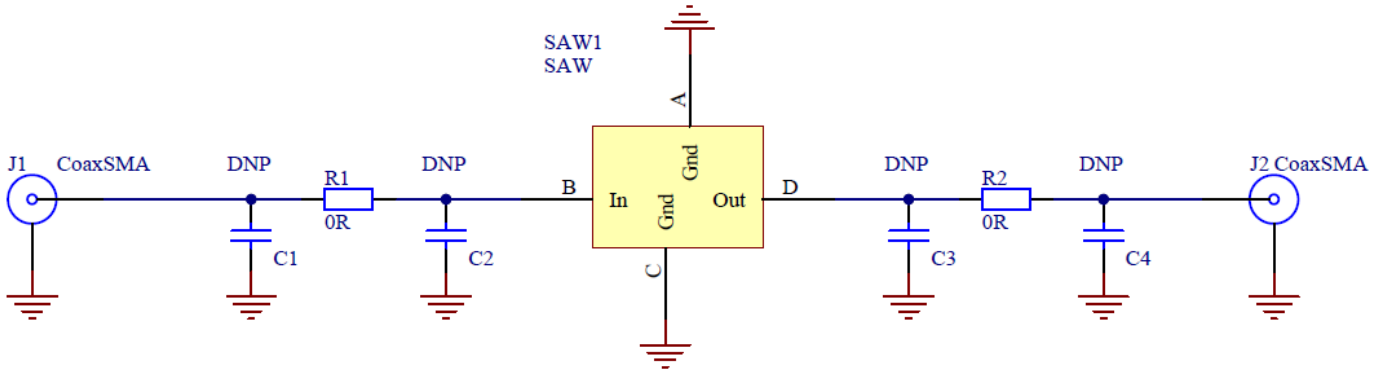 SAW1
SAW
A
J1 CoaxSMA
DNP
R1
0R
C1
DNP
C2
B
In
Gnd
Gnd
Out
D
C
DNP
C3
R2
0R
DNP
C4
J2 CoaxSMA